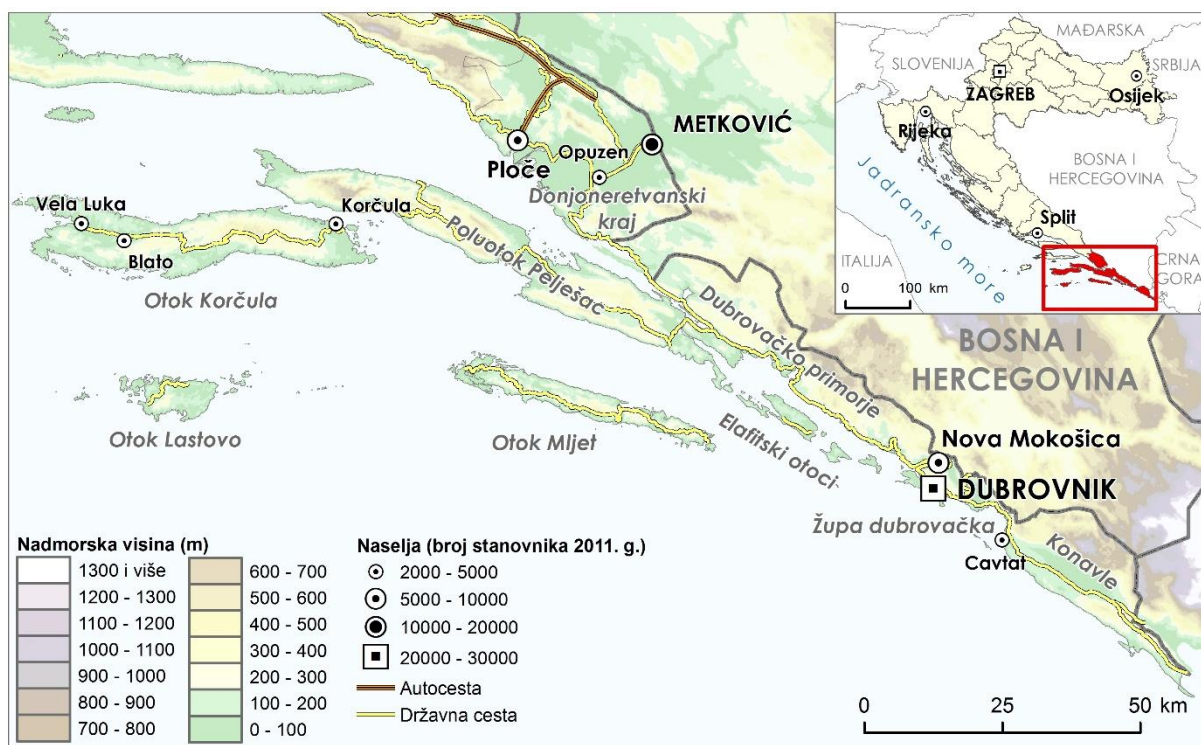 METKOVIĆ
Ploče
Opuzen
Donjoneretvanski
kraj
Vela Luka
Korčula
Blato
Otok Korčula
Poluotok Pelješac
Dubrovačko primorje
BOSNA I
HERCEGOVINA
Otok Lastovo
Otok Mljet
Elafitski otoci
Nova Mokošica
DUBROVNIK
Župa dubrovačka
Cavtat
Konavle
MAĐARSKA
SLOVENIJA
SRBIJA
ZAGREB
Osijek
Rijeka
BOSNA I
HERCEGOVINA
Jadransko more
Split
ITALIJA
CRNA
GORA
0 100 km
Nadmorska visina (m)
1300 i više
1200 - 1300
1100 - 1200
1000 - 1100
900 - 1000
800 - 900
700 - 800
600 - 700
500 - 600
400 - 500
300 - 400
200 - 300
100 - 200
0 - 100
Naselja (broj stanovnika 2011. g.)
2000 - 5000
5000 - 10000
10000 - 20000
20000 - 30000
Autocesta
Državna cesta
0 25 50 km